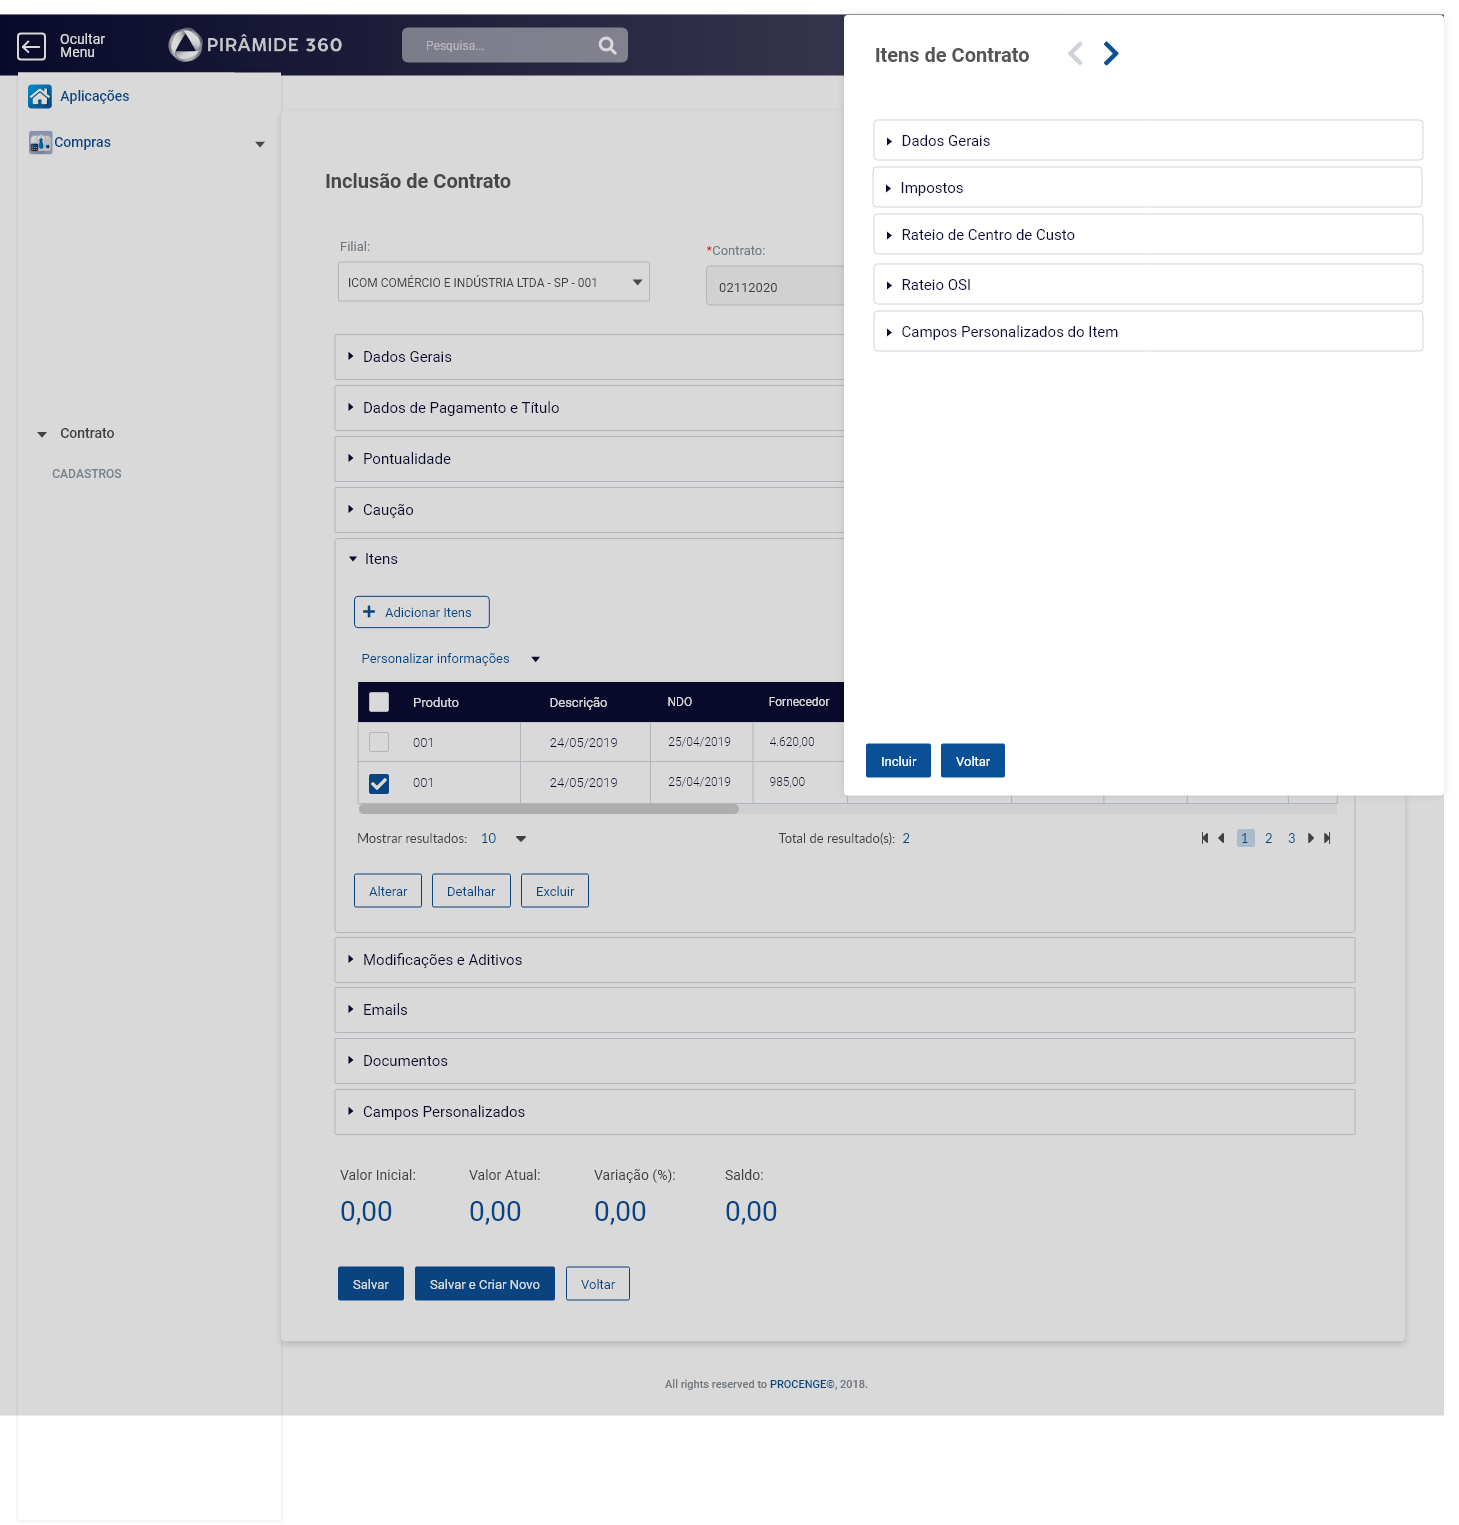 Ocultar
Menu
PIRÂMIDE 360
Pesquisa...
Aplicações
Compras
Contrato
CADASTROS
Inclusão de Contrato
Filial:
*Contrato:
ICOM COMÉRCIO E INDÚSTRIA LTDA - SP - 001
02112020
Dados Gerais
Dados de Pagamento e Título
Pontualidade
Caução
Itens
Adicionar Itens
Personalizar informações
Produto Descrição NDO Fornecedor
001 24/05/2019 25/04/2019 4.620,00
001 24/05/2019 25/04/2019 985,00
Mostrar resultados: 10 Total de resultado(s): 2 1 2 3
Alterar Detalhar Excluir
Modificações e Aditivos
Emails
Documentos
Campos Personalizados
Valor Inicial: Valor Atual: Variação (%): Saldo:
0,00 0,00 0,00 0,00
Salvar Salvar e Criar Novo Voltar
All rights reserved to PROCENGE©, 2018.
Itens de Contrato
Dados Gerais
Impostos
Rateio de Centro de Custo
Rateio OSI
Campos Personalizados do Item
Incluir Voltar